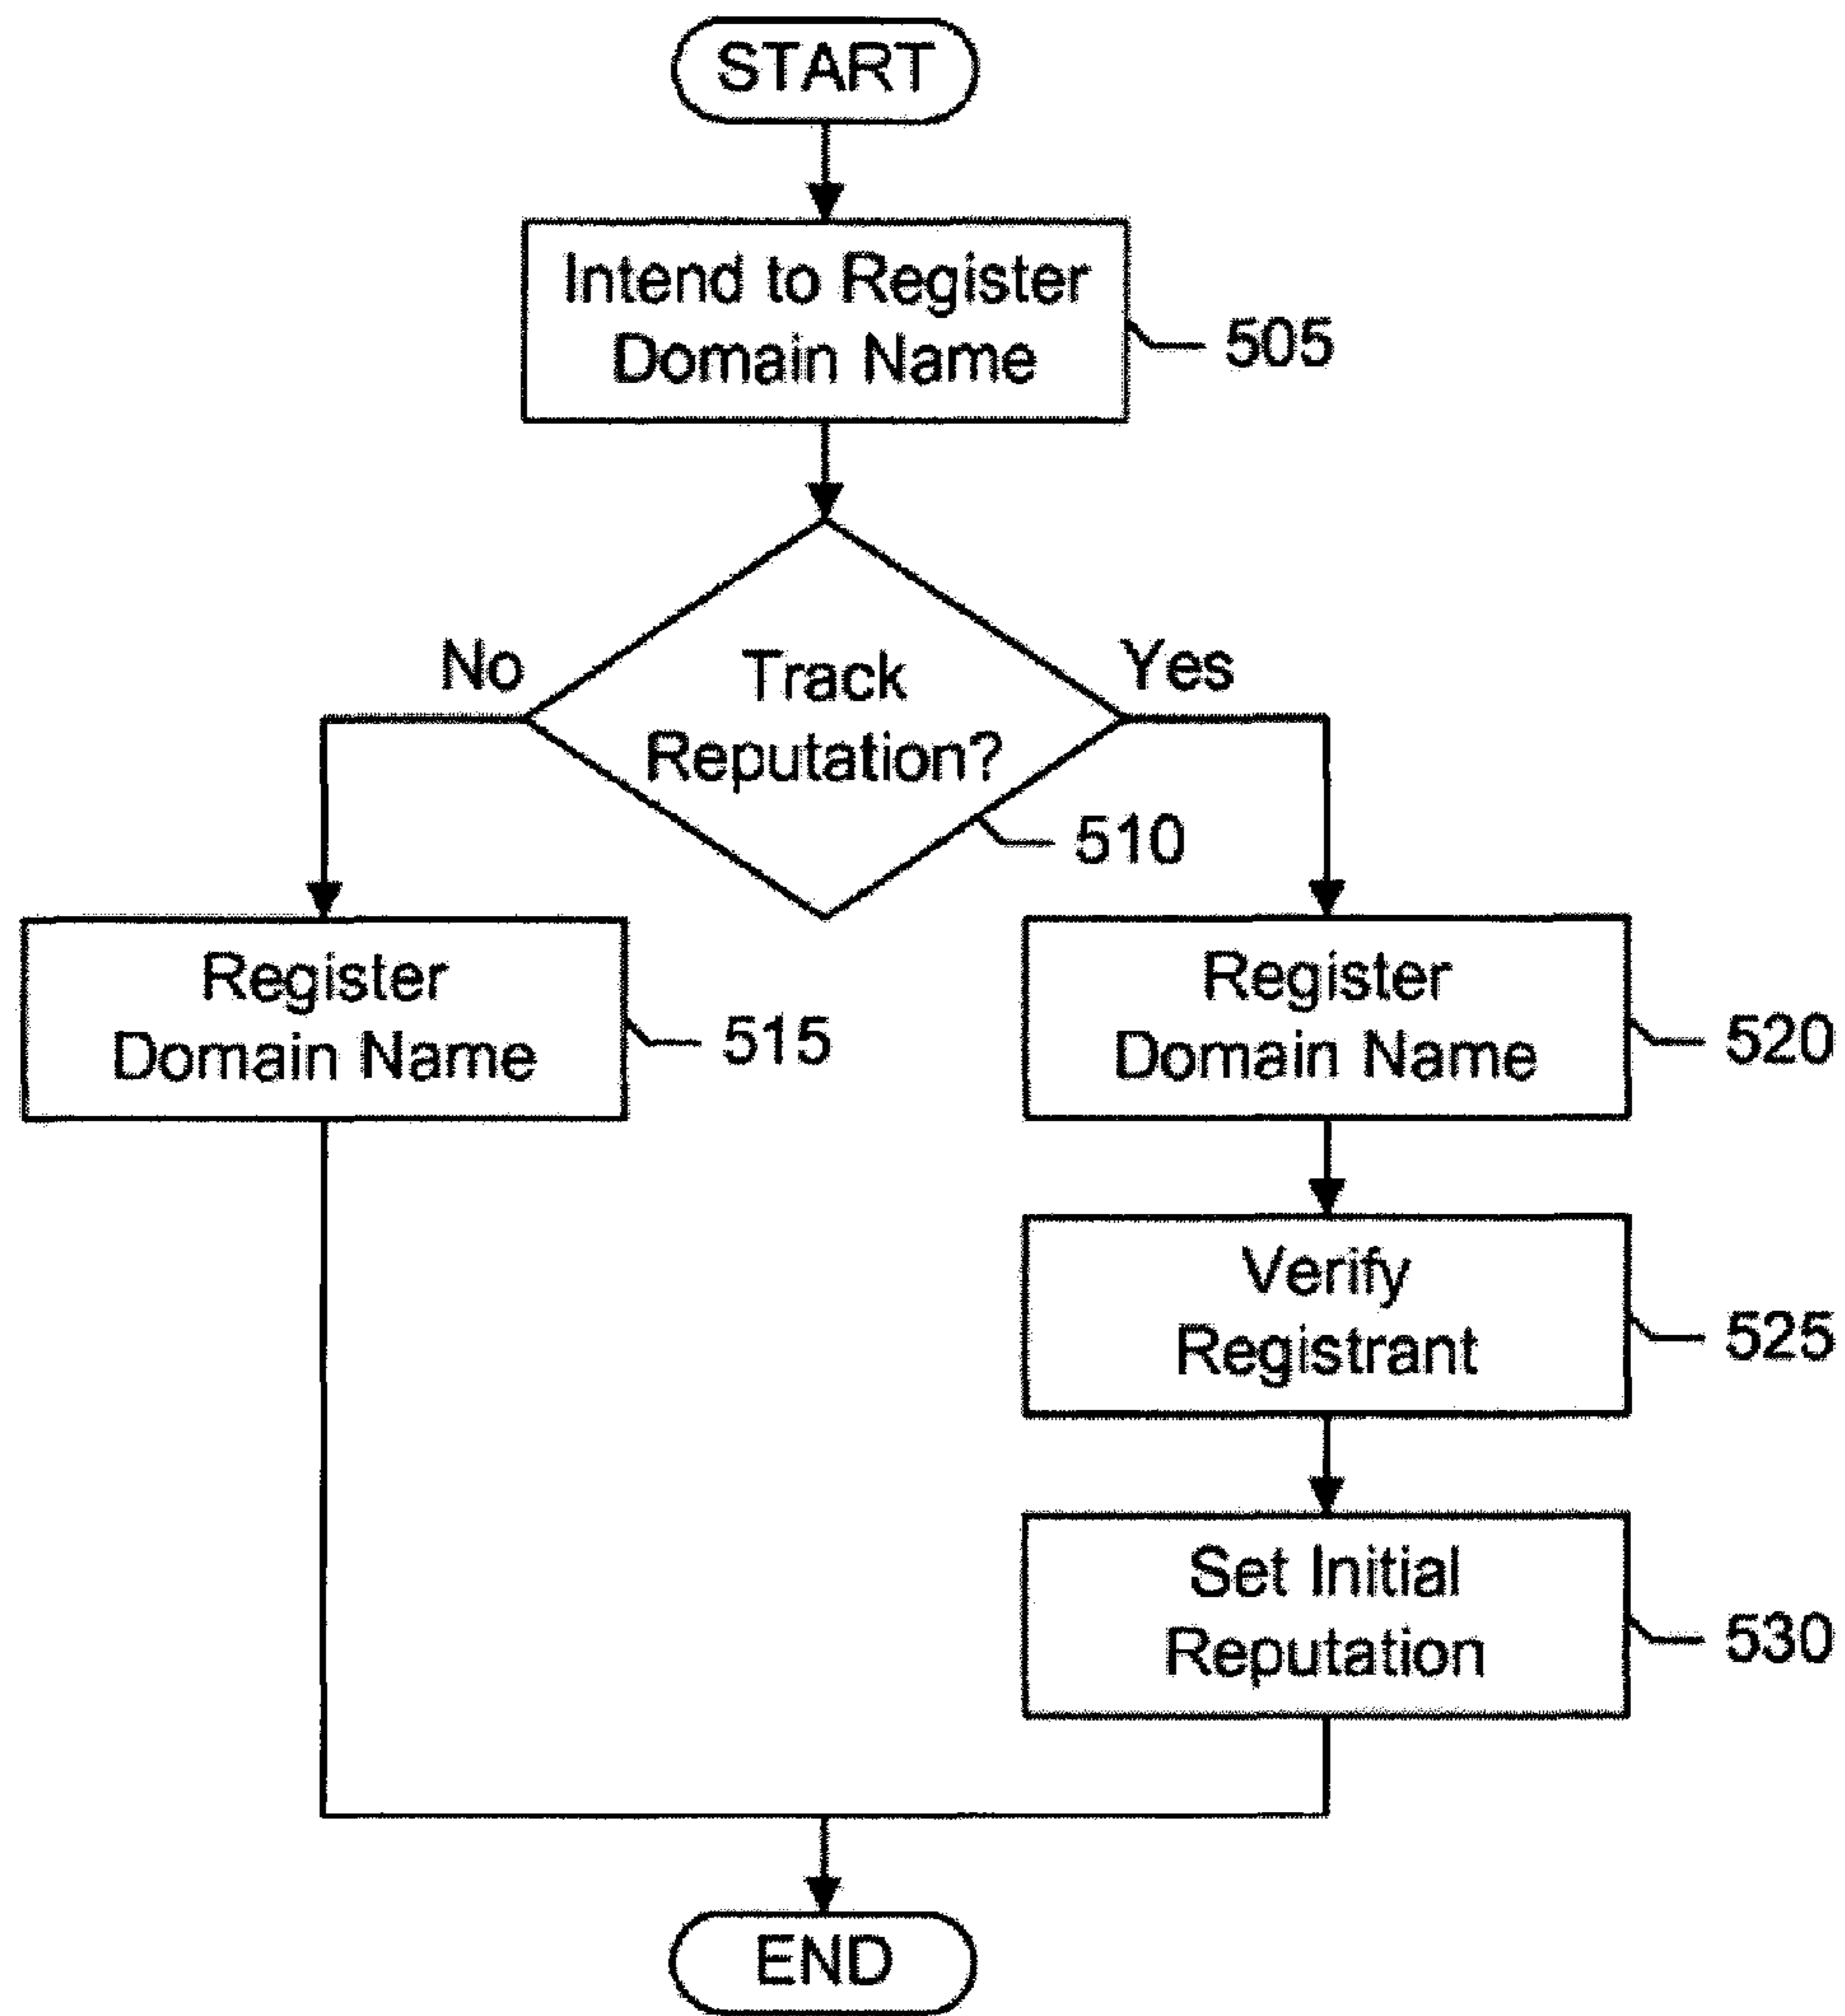 START
Intend to Register
Domain Name
505
No
Track
Reputation?
Yes
510
Register
Domain Name
515
Register
Domain Name
520
Verify
Registrant
525
Set Initial
Reputation
530
END